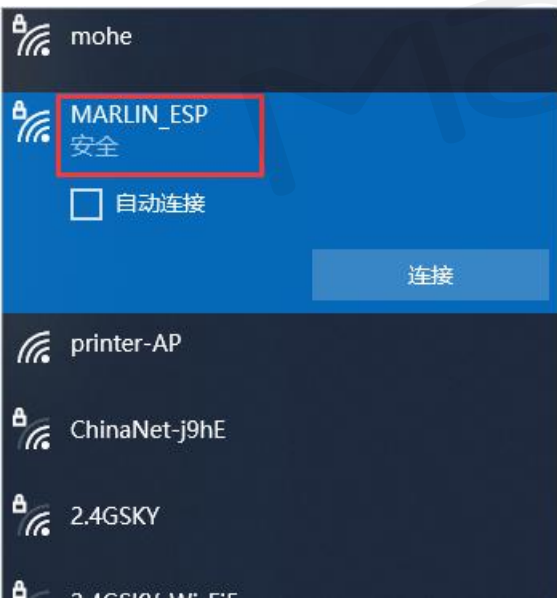 mohe
MARLIN_ESP
安全
自动连接
连接
printer-AP
ChinaNet-j9hE
2.4GSKY